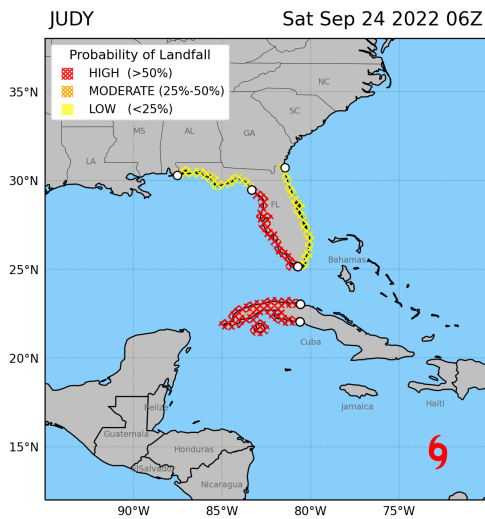 JUDY
Sat Sep 24 2022 06Z
Probability of Landfall
HIGH (>50%)
MODERATE (25%-50%)
LOW (<25%)
NC
SC
MS
AL
GA
LA
FL
Bahamas
Cuba
Jamaica
Haiti
Belize
Guatemala
Honduras
ElSalvador
Nicaragua
35°N
30°N
25°N
20°N
15°N
90°W
85°W
80°W
75°W